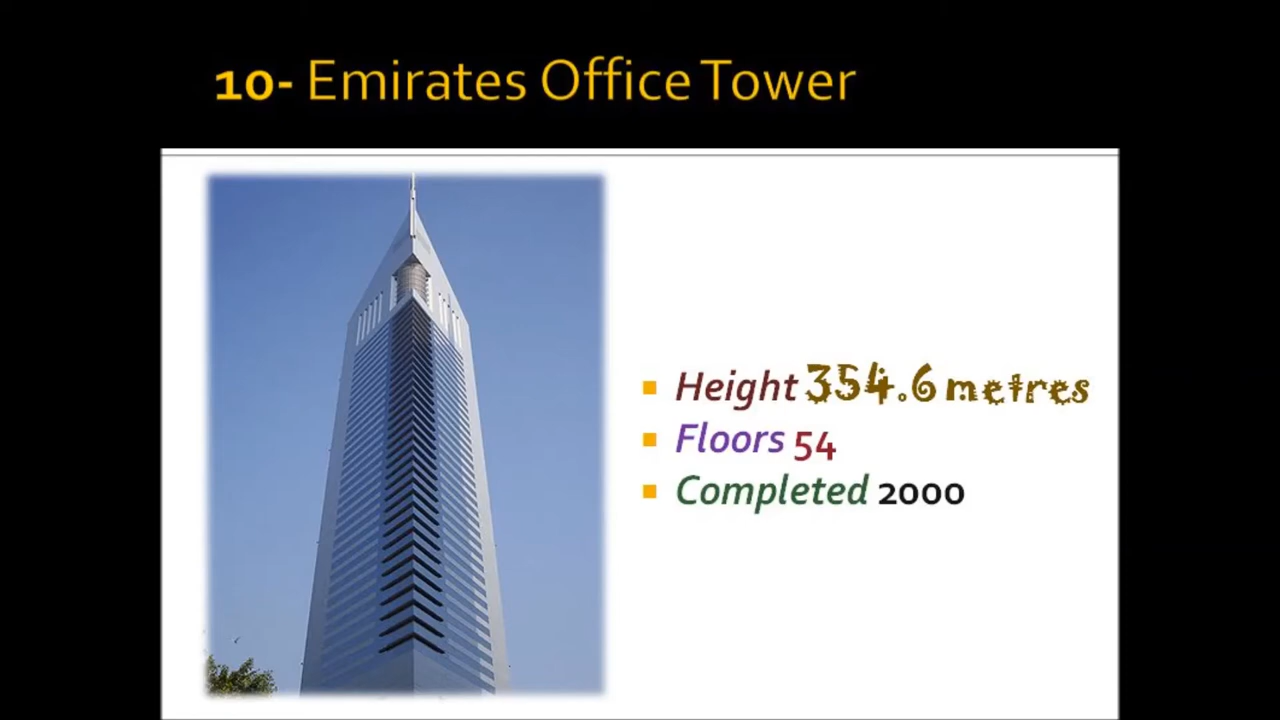 10- Emirates Office Tower
Height 354.6 metres
Floors 54
Completed 2000